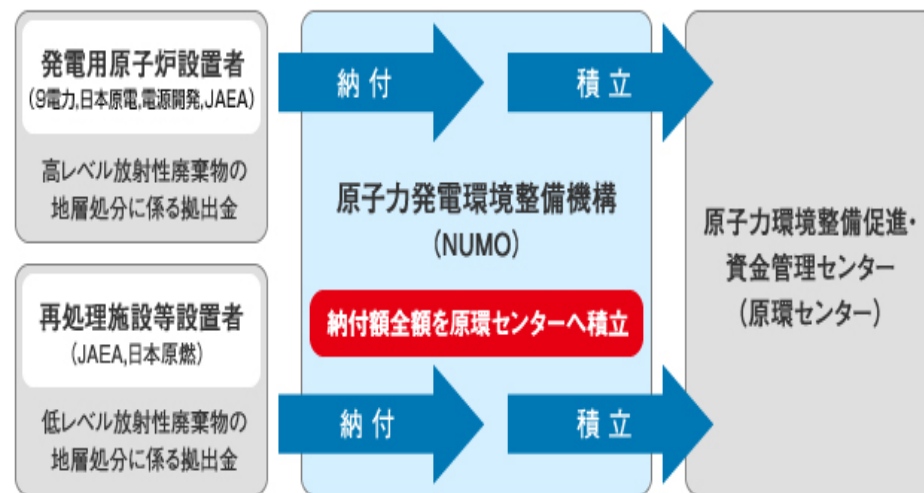 発電用原子炉設置者
(9電力,日本原電,電源開発,JAEA)
高レベル放射性廃棄物の
地層処分に係る拠出金
納付
積立
再処理施設等設置者
(JAEA,日本原燃)
低レベル放射性廃棄物の
地層処分に係る拠出金
納付
積立
原子力発電環境整備機構
(NUMO)
納付額全額を原環センターへ積立
原子力環境整備促進・
資金管理センター
(原環センター)